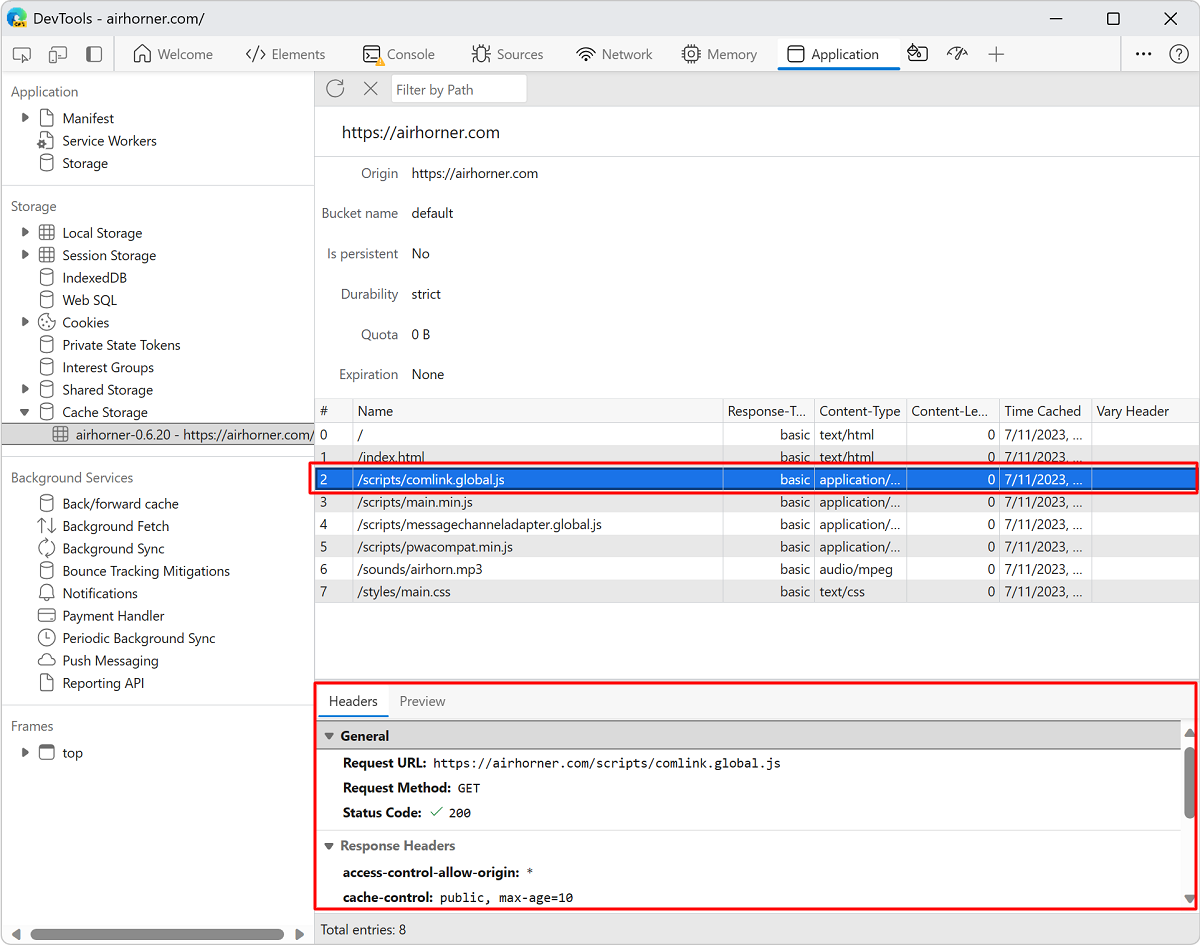 DevTools - airhorner.com/
Welcome
Elements
Console
Sources
Network
Memory
Application
Application
Manifest
Service Workers
Storage
Storage
Local Storage
Session Storage
IndexedDB
Web SQL
Cookies
Private State Tokens
Interest Groups
Shared Storage
Cache Storage
airhorner-0.6.20 - https://airhorner.com/
Background Services
Back/forward cache
Background Fetch
Background Sync
Bounce Tracking Mitigations
Notifications
Payment Handler
Periodic Background Sync
Push Messaging
Reporting API
Frames
top
Filter by Path
https://airhorner.com
Origin https://airhorner.com
Bucket name default
Is persistent No
Durability strict
Quota 0 B
Expiration None
# Name Response-T... Content-Type Content-Le... Time Cached Vary Header
0 / basic text/html 0 7/11/2023, ...
1 /index.html basic text/html 0 7/11/2023, ...
2 /scripts/comlink.global.js basic application/... 0 7/11/2023, ...
3 /scripts/main.min.js basic application/... 0 7/11/2023, ...
4 /scripts/messagechanneladapter.global.js basic application/... 0 7/11/2023, ...
5 /scripts/pwacompat.min.js basic application/... 0 7/11/2023, ...
6 /sounds/airhorn.mp3 basic audio/mpeg 0 7/11/2023, ...
7 /styles/main.css basic text/css 0 7/11/2023, ...
Headers Preview
General
Request URL: https://airhorner.com/scripts/comlink.global.js
Request Method: GET
Status Code: ✓ 200
Response Headers
access-control-allow-origin: *
cache-control: public, max-age=10
Total entries: 8